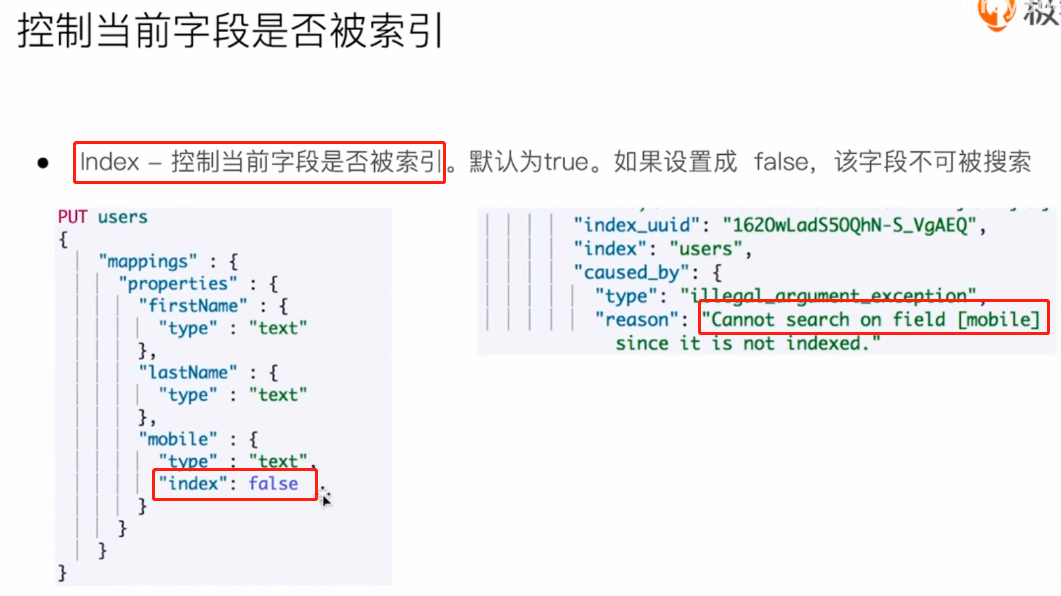 控制当前字段是否被索引
● Index – 控制当前字段是否被索引。默认为true。如果设置成 false，该字段不可被搜索
PUT users
{
"mappings" : {
"properties" : {
"firstName" : {
"type" : "text"
},
"lastName" : {
"type" : "text"
},
"mobile" : {
"type" : "text",
"index": false
}
}
}
}
"index_uuid": "162OwLadS5OQhN-S_VgAEQ",
"index": "users",
"caused_by": {
"type": "illegal_argument_exception",
"reason": "Cannot search on field [mobile]
since it is not indexed."